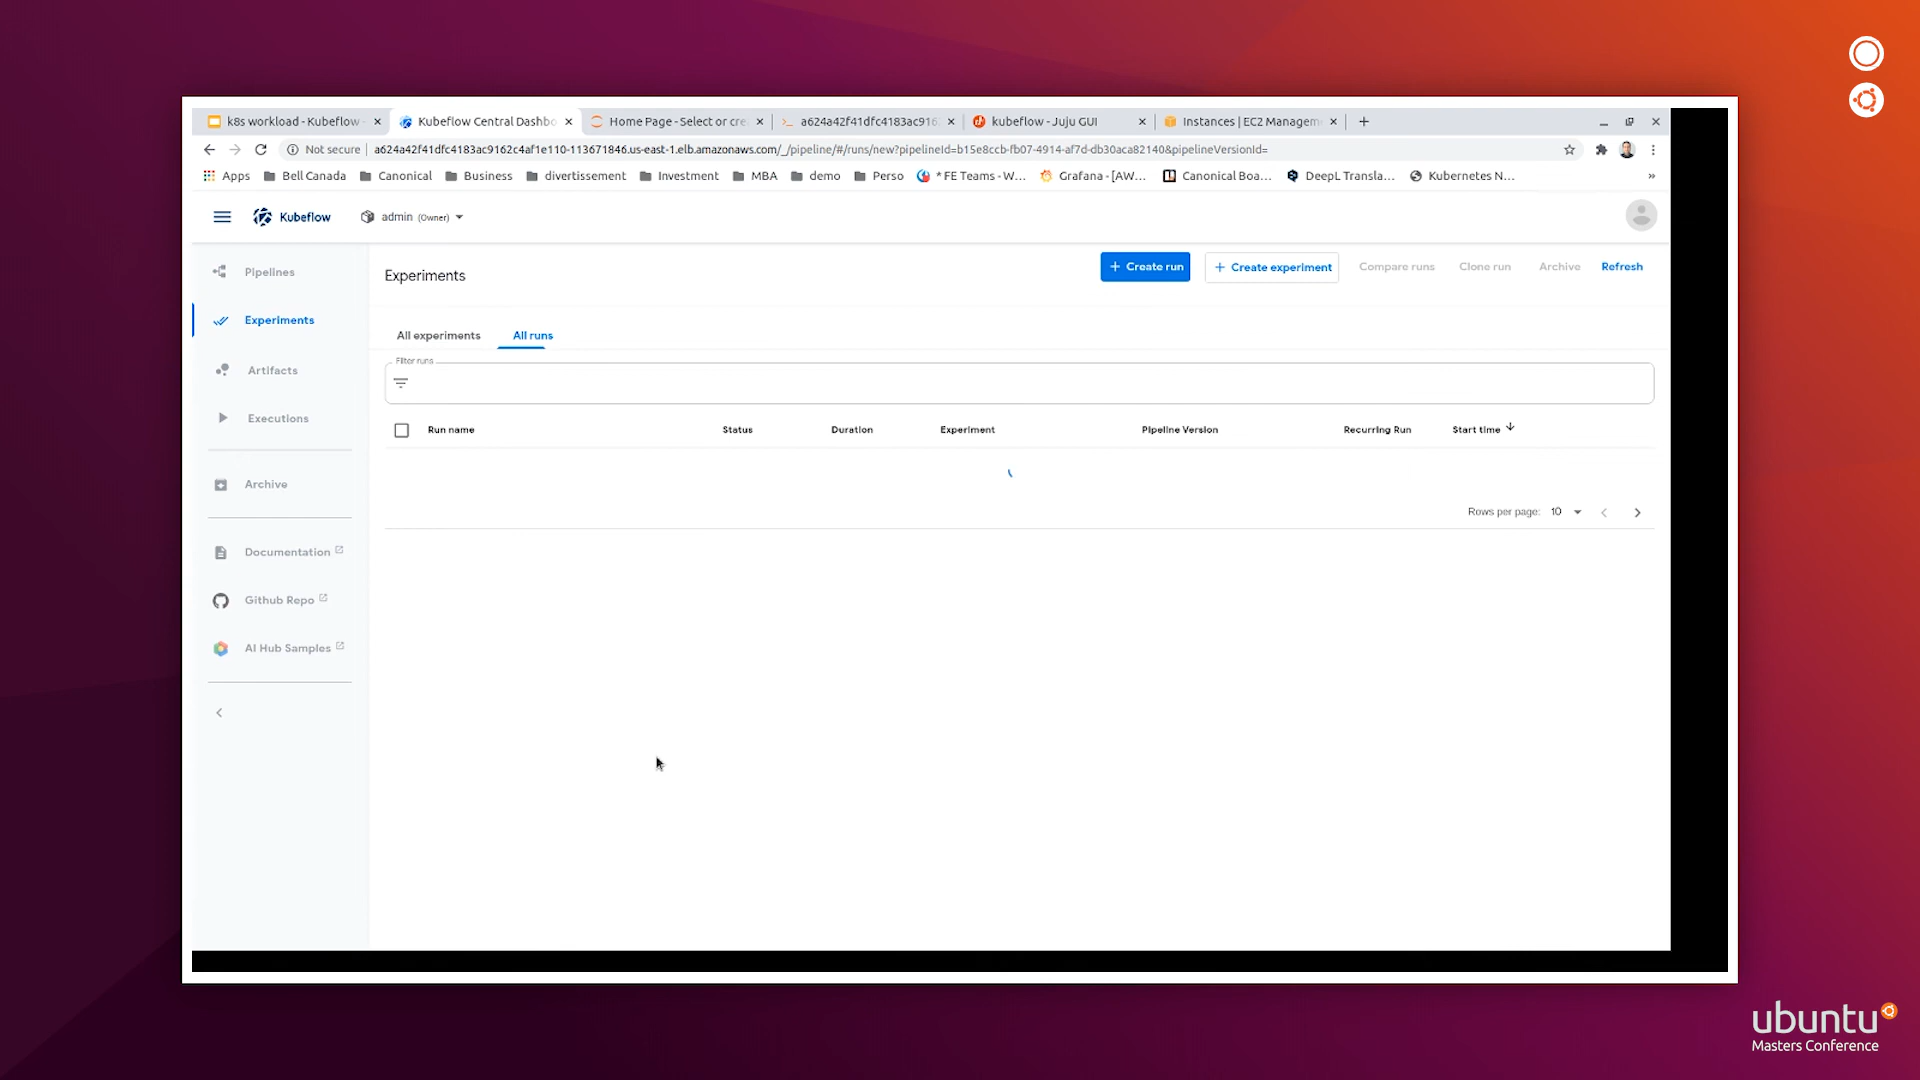 k8s workload - Kubeflow -
Kubeflow Central Dashbo
Home Page - Select or cre
a624a42f41dfc4183ac916
kubeflow - Juju GUI
Instances | EC2 Managem
Not secure
a624a42f41dfc4183ac9162c4af1e110-113671846.us-east-1.elb.amazonaws.com/_/pipeline/#/runs/new?pipelineId=b15e8ccb-fb07-4914-af7d-db30aca82140&pipelineVersionId=
Apps Bell Canada Canonical Business divertissement Investment MBA demo Perso * FE Teams - W... Grafana - [AW... Canonical Boa... DeepL Transla... Kubernetes N... »
Kubeflow admin (Owner)
Pipelines
Experiments
Artifacts
Executions
Archive
Documentation
Github Repo
AI Hub Samples
Experiments
+ Create run + Create experiment Compare runs Clone run Archive Refresh
All experiments All runs
Filter runs
Run name Status Duration Experiment Pipeline Version Recurring Run Start time
Rows per page: 10
ubuntu
Masters Conference